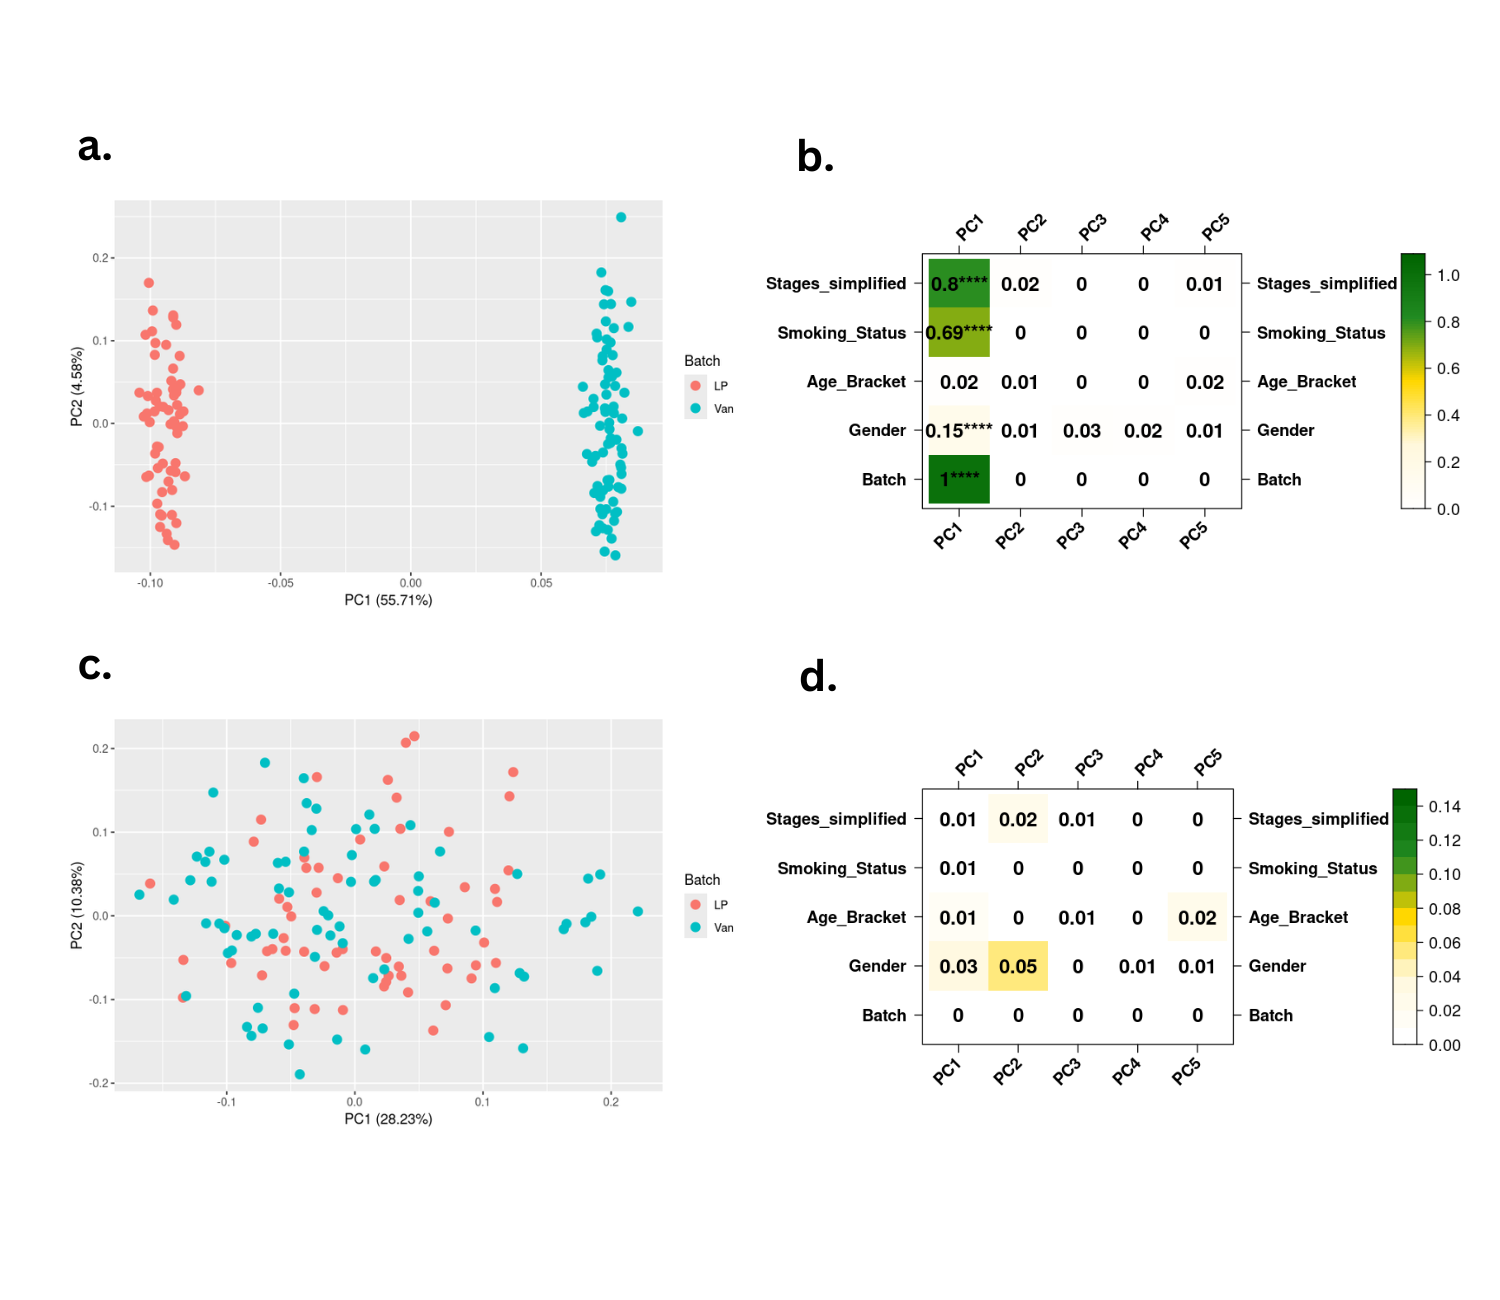 a.
0.2
0.1
0.0
-0.1
PC2 (4.58%)
-0.10
-0.05
0.00
0.05
PC1 (55.71%)
Batch
LP
Van
b.
PC1 PC2 PC3 PC4 PC5
Stages_simplified 0.8**** 0.02 0 0 0.01 Stages_simplified
Smoking_Status 0.69**** 0 0 0 0 Smoking_Status
Age_Bracket 0.02 0.01 0 0 0.02 Age_Bracket
Gender 0.15**** 0.01 0.03 0.02 0.01 Gender
Batch 1**** 0 0 0 0 Batch
PC1 PC2 PC3 PC4 PC5
1.0
0.8
0.6
0.4
0.2
0.0
c.
0.2
0.1
0.0
-0.1
-0.2
PC2 (10.38%)
-0.1
0.0
0.1
0.2
PC1 (28.23%)
Batch
LP
Van
d.
PC1 PC2 PC3 PC4 PC5
Stages_simplified 0.01 0.02 0.01 0 0 Stages_simplified
Smoking_Status 0.01 0 0 0 0 Smoking_Status
Age_Bracket 0.01 0 0.01 0 0.02 Age_Bracket
Gender 0.03 0.05 0 0.01 0.01 Gender
Batch 0 0 0 0 0 Batch
PC1 PC2 PC3 PC4 PC5
0.14
0.12
0.10
0.08
0.06
0.04
0.02
0.00